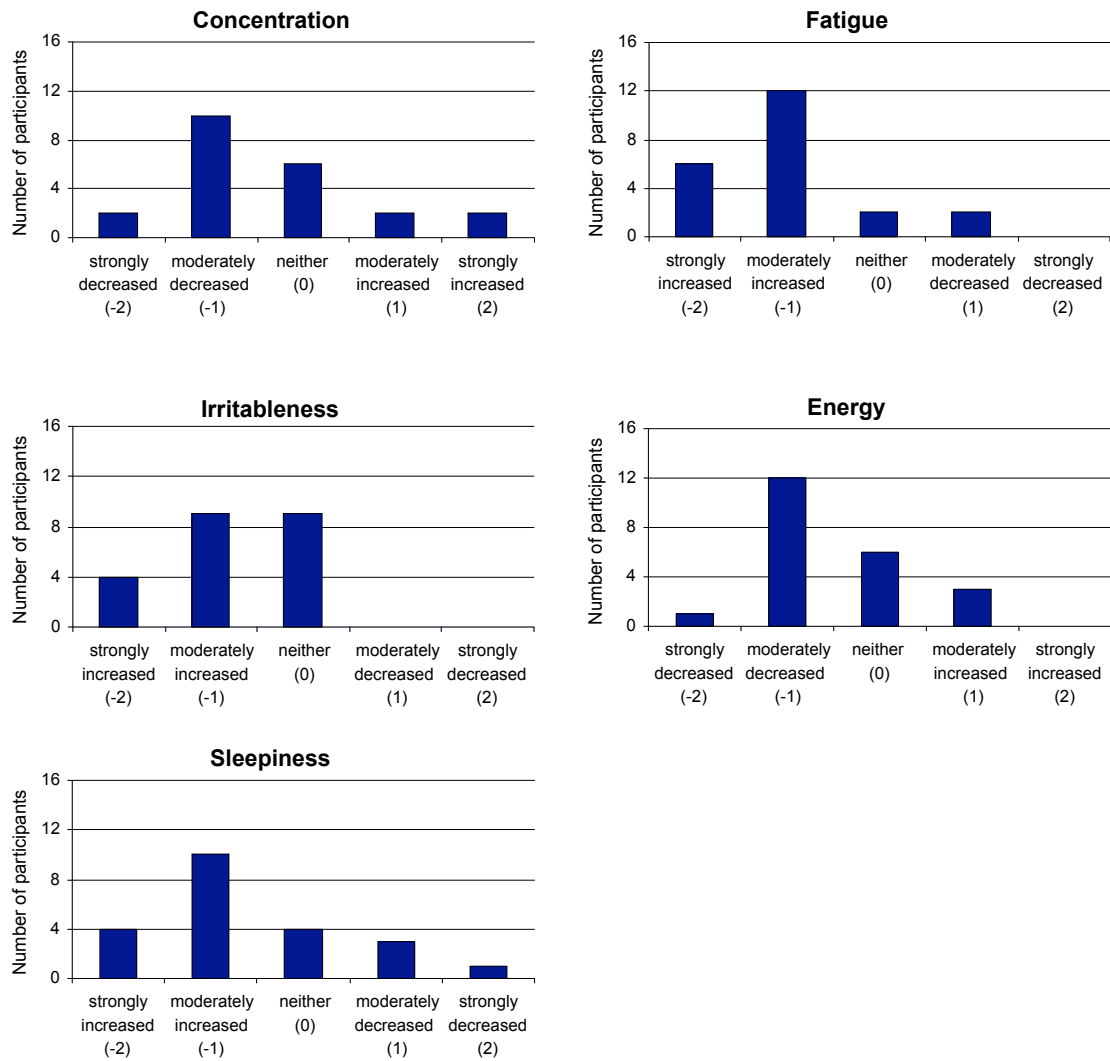 Concentration
Number of participants
16
12
8
4
0
strongly moderately neither moderately strongly
decreased decreased (0) increased increased
(-2) (-1) (1) (2)
Fatigue
Number of participants
16
12
8
4
0
strongly moderately neither moderately strongly
increased increased (0) decreased decreased
(-2) (-1) (1) (2)
Irritableness
Number of participants
16
12
8
4
0
strongly moderately neither moderately strongly
increased increased (0) decreased decreased
(-2) (-1) (1) (2)
Energy
Number of participants
16
12
8
4
0
strongly moderately neither moderately strongly
decreased decreased (0) increased increased
(-2) (-1) (1) (2)
Sleepiness
Number of participants
16
12
8
4
0
strongly moderately neither moderately strongly
increased increased (0) decreased decreased
(-2) (-1) (1) (2)